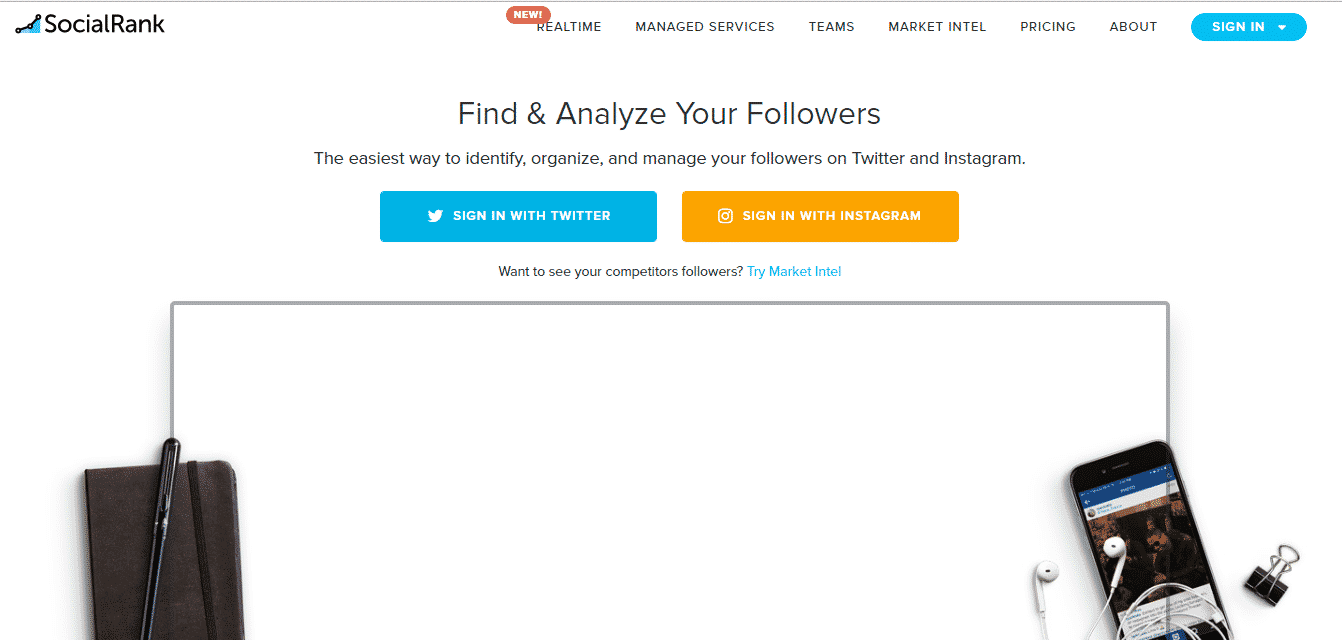 SocialRank
NEW!
REALTIME MANAGED SERVICES TEAMS MARKET INTEL PRICING ABOUT SIGN IN
Find & Analyze Your Followers
The easiest way to identify, organize, and manage your followers on Twitter and Instagram.
SIGN IN WITH TWITTER SIGN IN WITH INSTAGRAM
Want to see your competitors followers? Try Market Intel
PHOTO